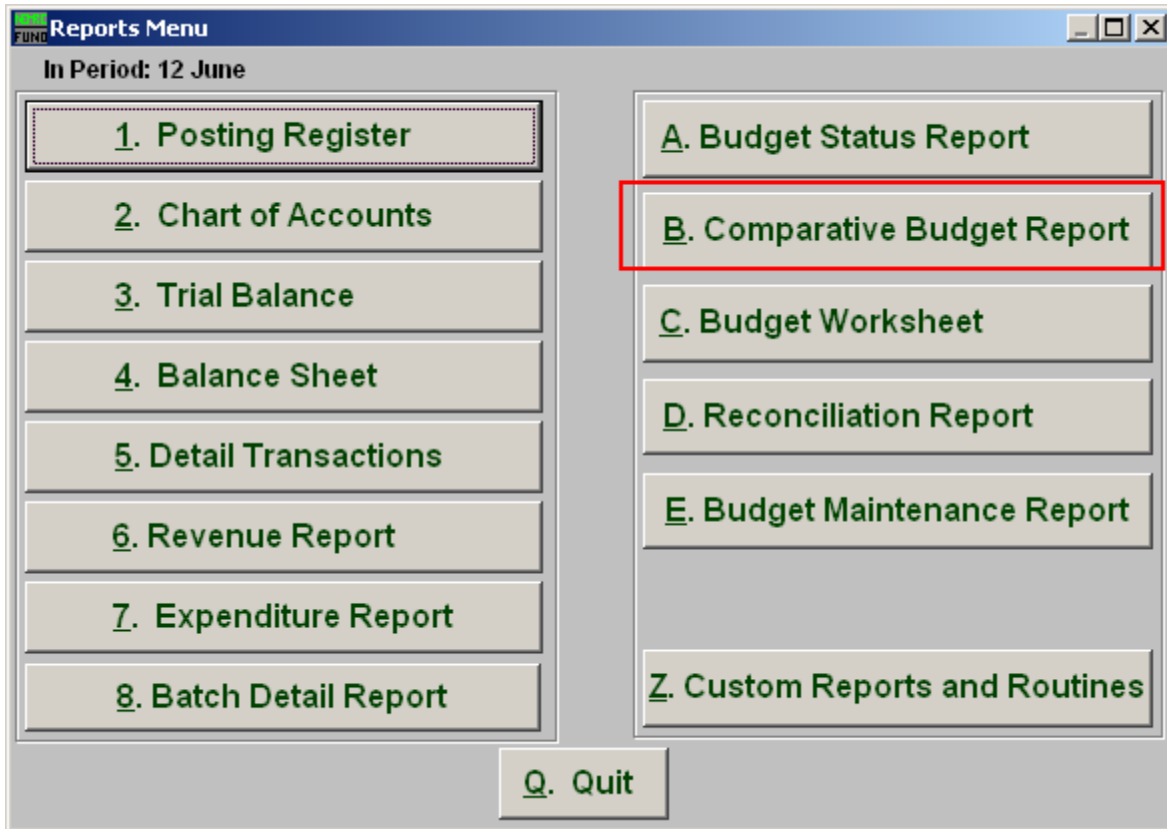 FUND Reports Menu
In Period: 12 June
1. Posting Register
2. Chart of Accounts
3. Trial Balance
4. Balance Sheet
5. Detail Transactions
6. Revenue Report
7. Expenditure Report
8. Batch Detail Report
A. Budget Status Report
B. Comparative Budget Report
C. Budget Worksheet
D. Reconciliation Report
E. Budget Maintenance Report
Z. Custom Reports and Routines
Q. Quit